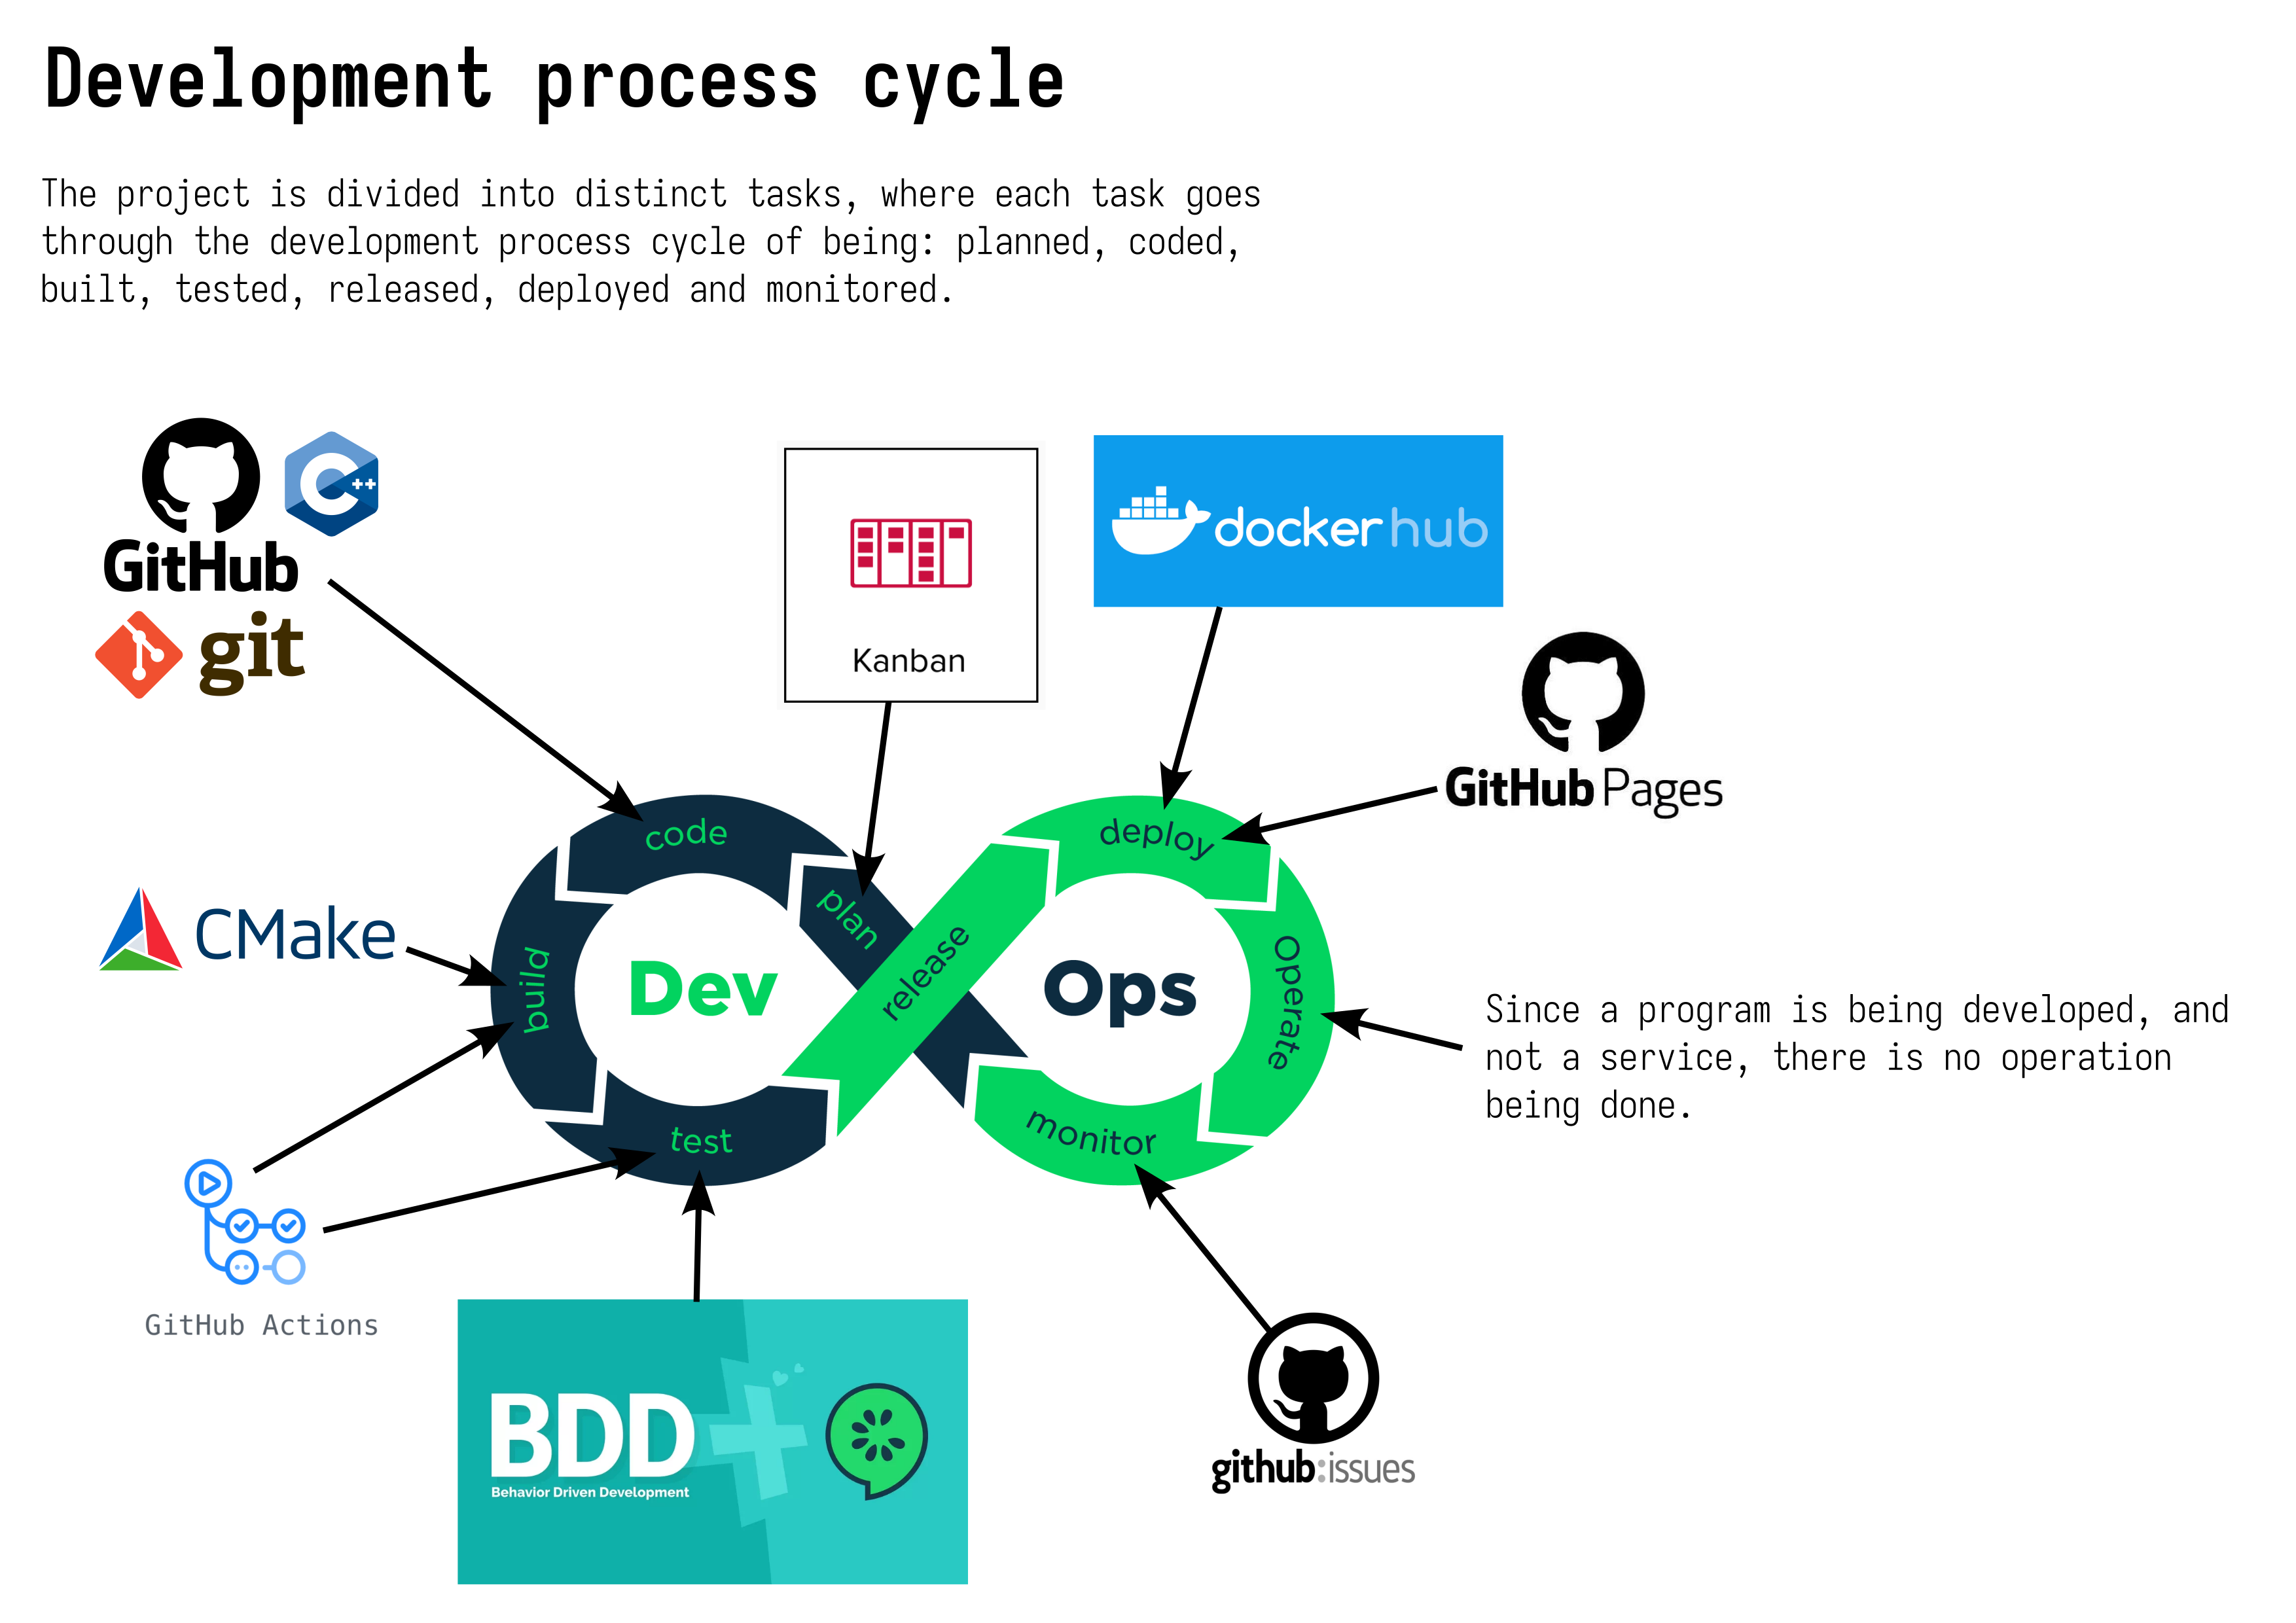 Development process cycle
The project is divided into distinct tasks, where each task goes
through the development process cycle of being: planned, coded,
built, tested, released, deployed and monitored.
C++
GitHub
git
Kanban
docker hub
GitHub Pages
code
deploy
plan
CMake
release
build
Dev
Ops
Operate
Since a program is being developed, and
not a service, there is no operation
being done.
test
monitor
GitHub Actions
BDD
Behavior Driven Development
github:issues